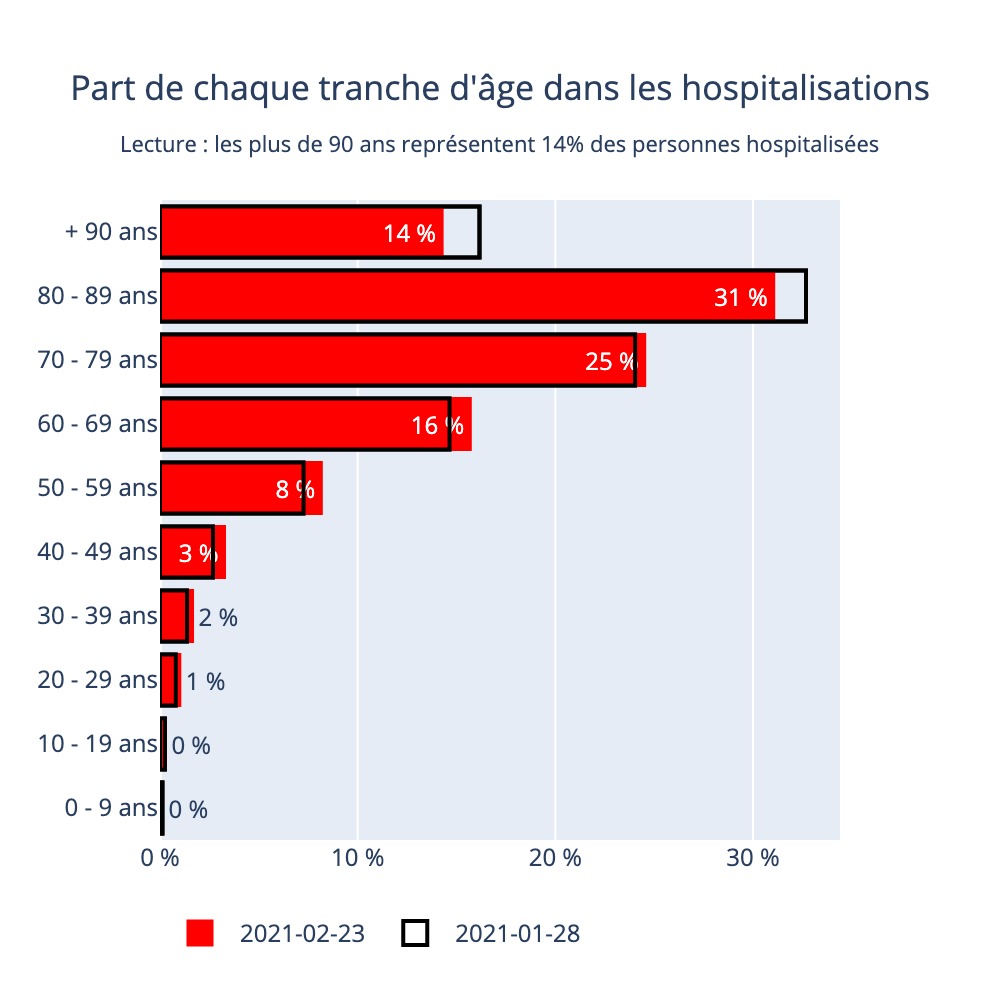 Part de chaque tranche d'âge dans les hospitalisations
Lecture : les plus de 90 ans représentent 14% des personnes hospitalisées
+ 90 ans 14 %
80 - 89 ans 31 %
70 - 79 ans 25 %
60 - 69 ans 16 %
50 - 59 ans 8 %
40 - 49 ans 3 %
30 - 39 ans 2 %
20 - 29 ans 1 %
10 - 19 ans 0 %
0 - 9 ans 0 %
0 % 10 % 20 % 30 %
2021-02-23 2021-01-28